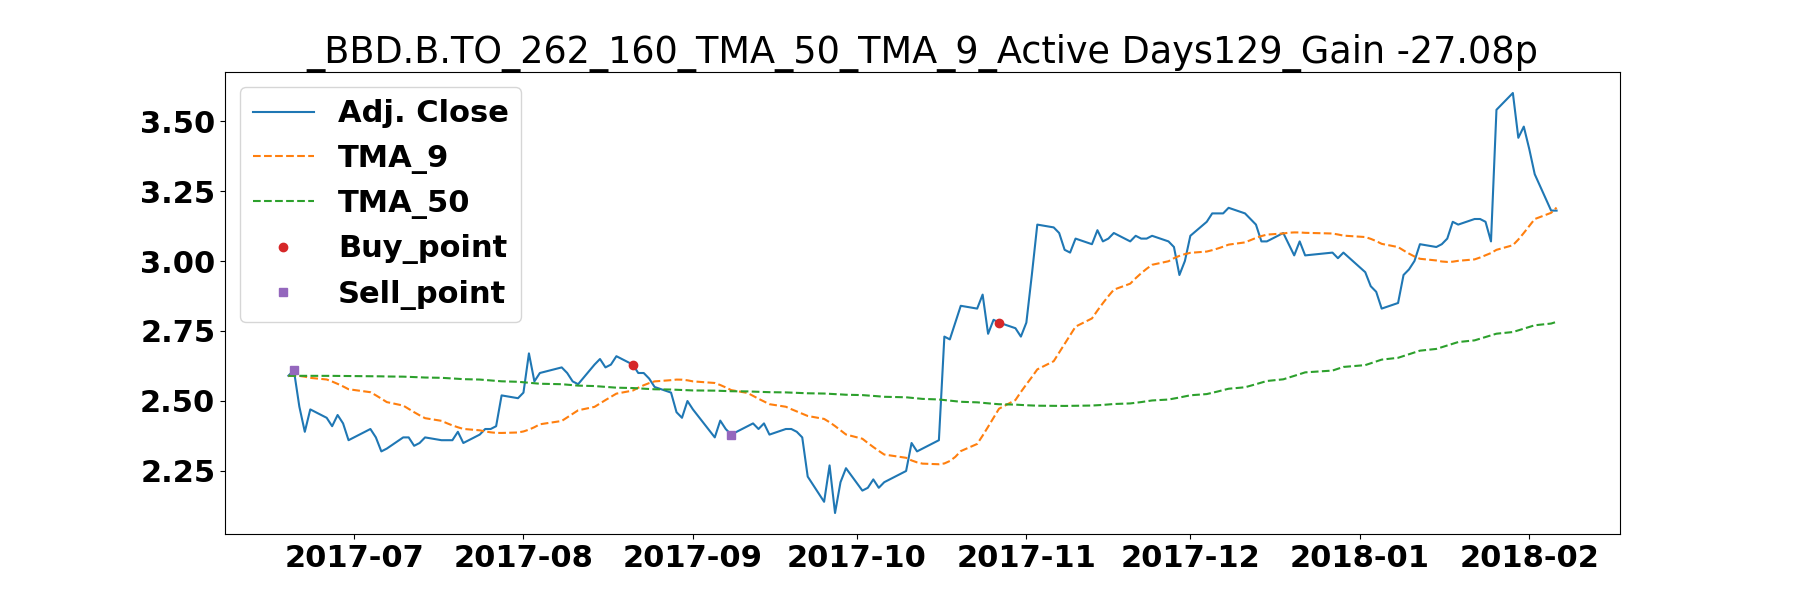 _BBD.B.TO_262_160_TMA_50_TMA_9_Active Days129_Gain -27.08p
Adj. Close
TMA_9
TMA_50
Buy_point
Sell_point
3.50
3.25
3.00
2.75
2.50
2.25
2017-07 2017-08 2017-09 2017-10 2017-11 2017-12 2018-01 2018-02